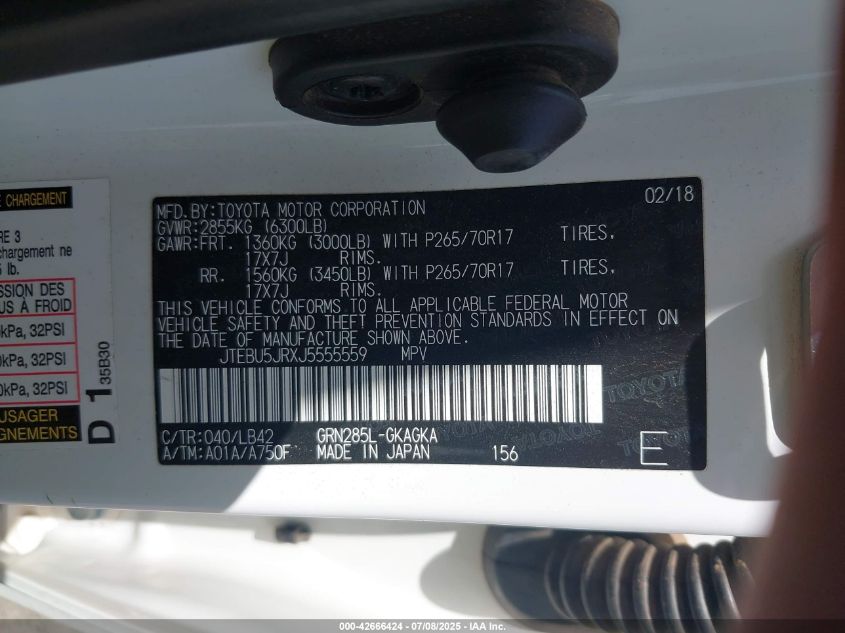 E CHARGEMENT
RE 3
chargement ne
lb.
SSION DES
US À FROID
kPa, 32PSI
kPa, 32PSI
0kPa, 32PSI
USAGER
GNEMENTS
D 1
35B30
MFD.BY:TOYOTA MOTOR CORPORATION 02/18
GVWR:2855KG (6300LB)
GAWR:FRT. 1360KG (3000LB) WITH P265/70R17 TIRES.
17X7J RIMS.
RR. 1560KG (3450LB) WITH P265/70R17 TIRES.
17X7J RIMS.
THIS VEHICLE CONFORMS TO ALL APPLICABLE FEDERAL MOTOR
VEHICLE SAFETY AND THEFT PREVENTION STANDARDS IN EFFECT ON
THE DATE OF MANUFACTURE SHOWN ABOVE.
JTEBU5JRXJ5555559 MPV
TOYOTA
C/TR:040/LB42 GRN285L-GKAGKA
A/TM:A01A/A750F MADE IN JAPAN 156 E
000-42666424 - 07/08/2025 - IAA Inc.